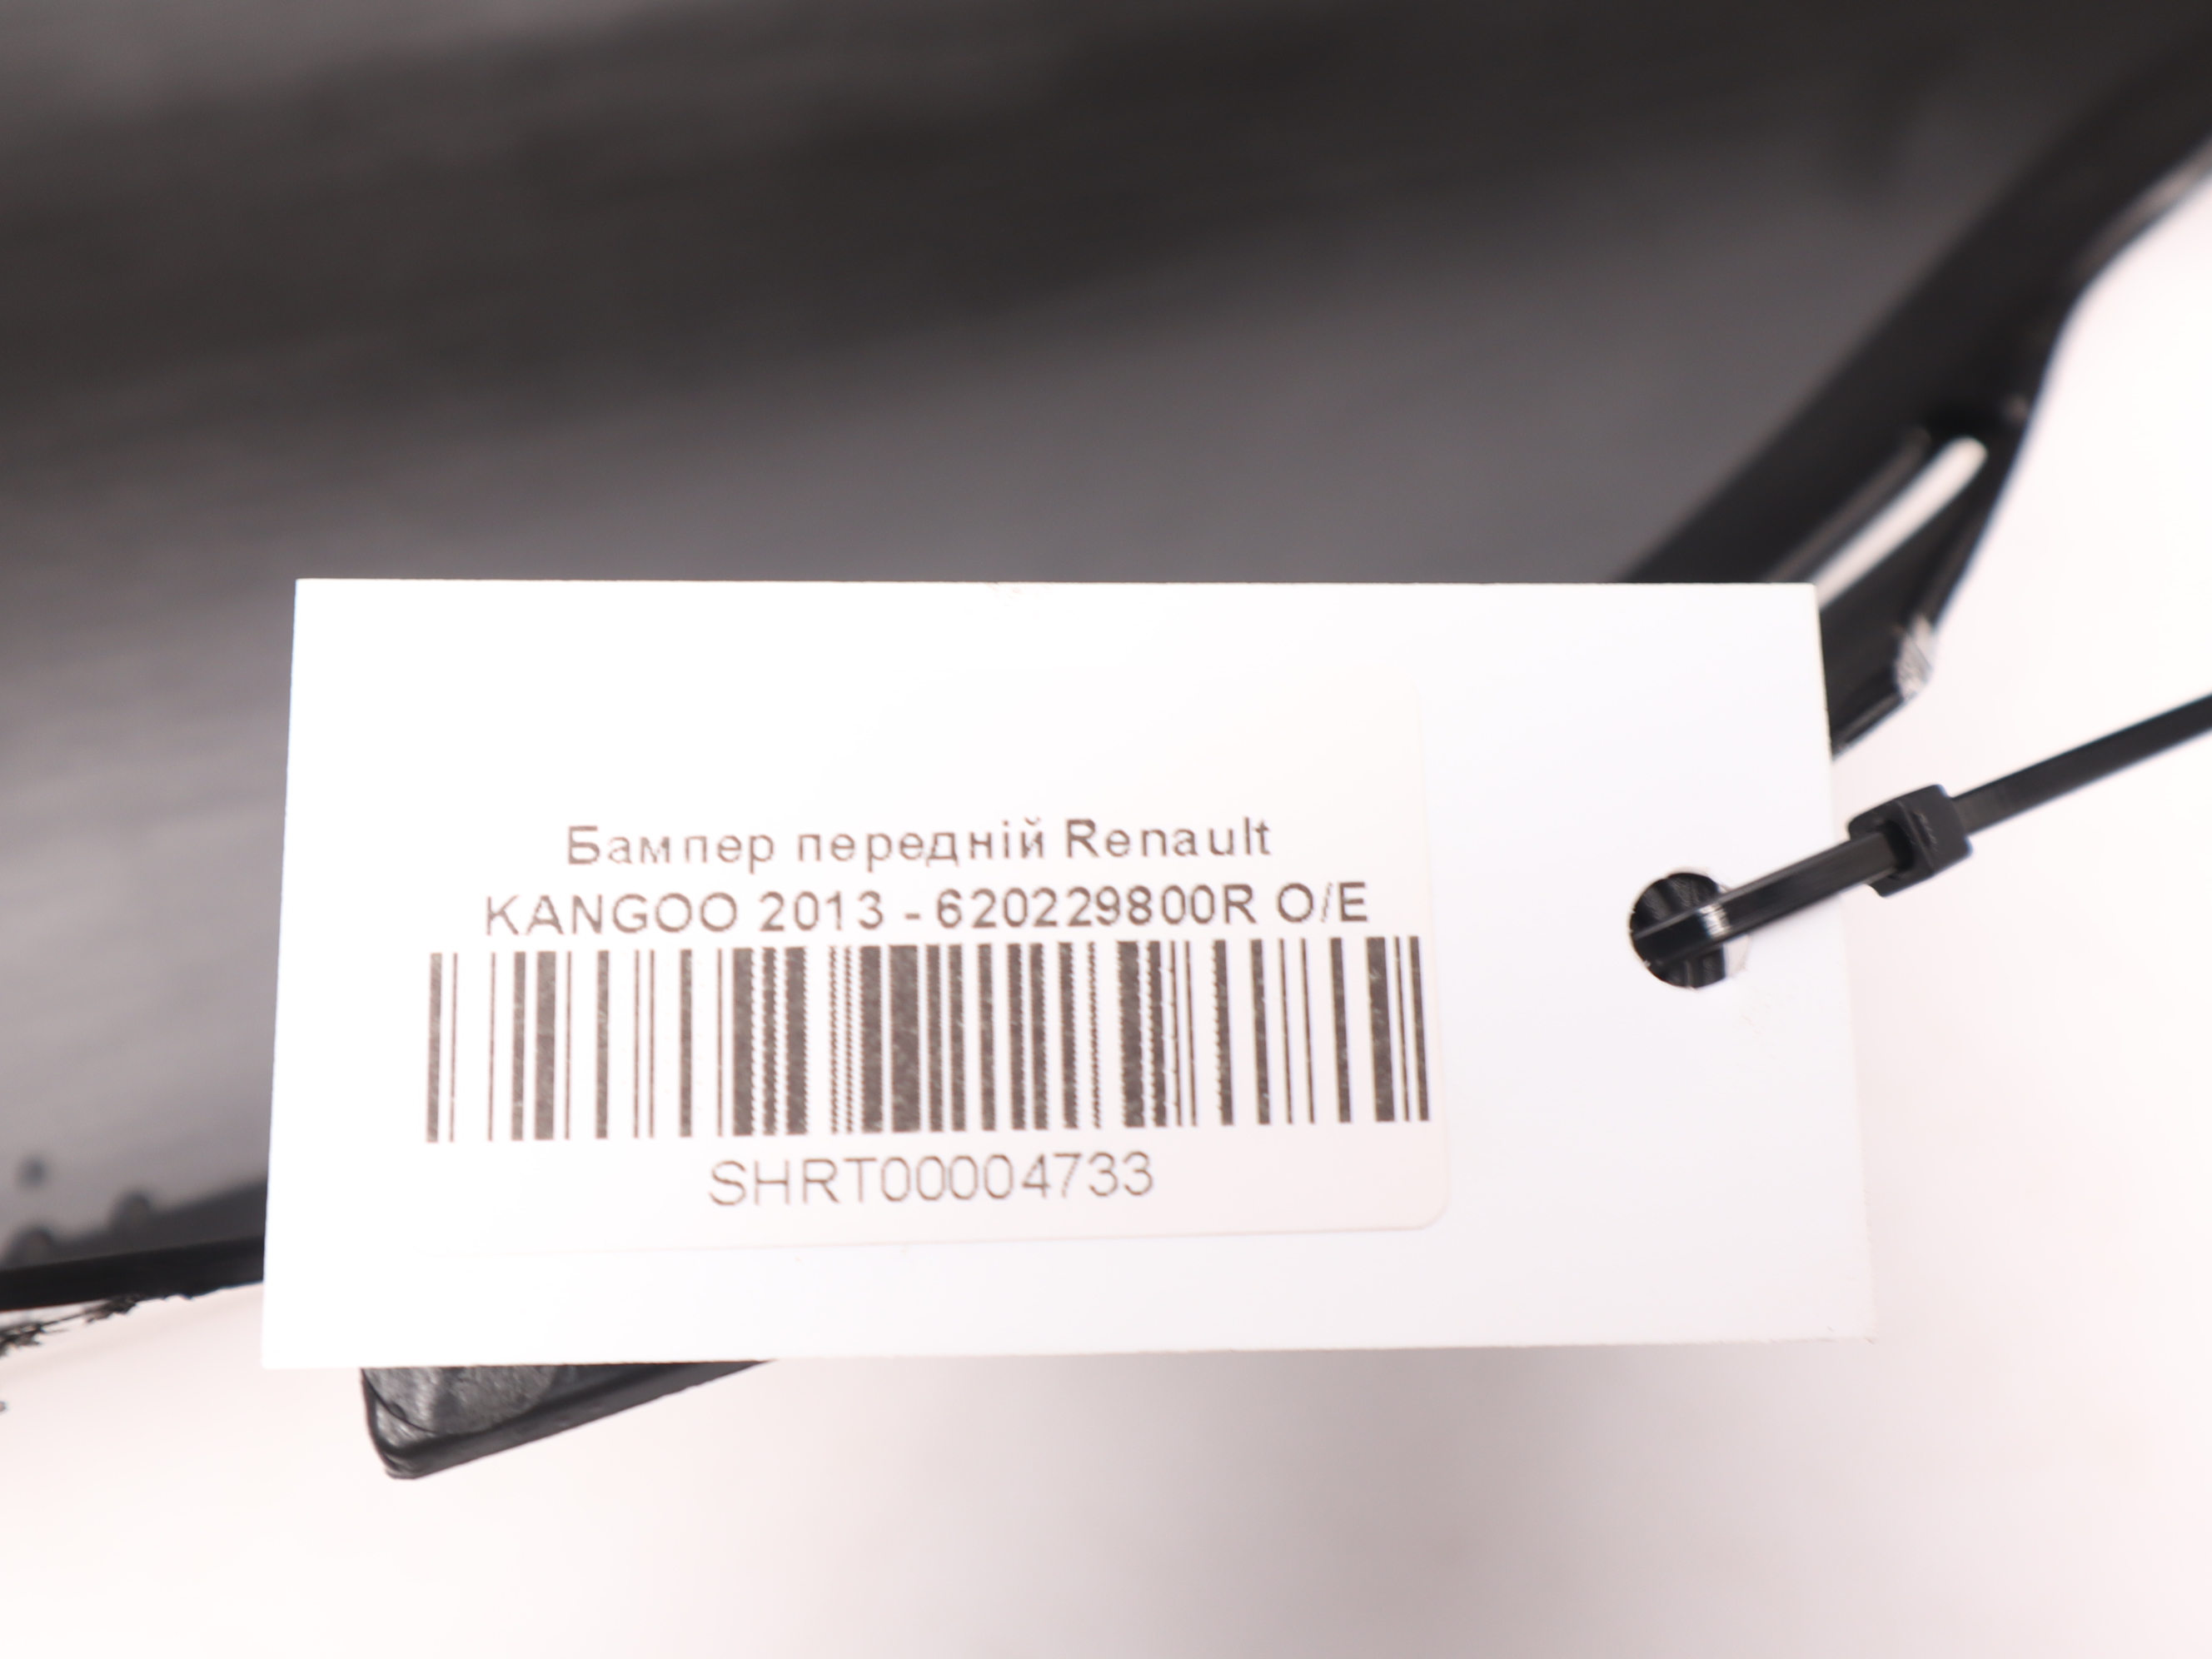 Бампер передній Renault
KANGOO 2013 - 620229800R O/E
SHRT00004733